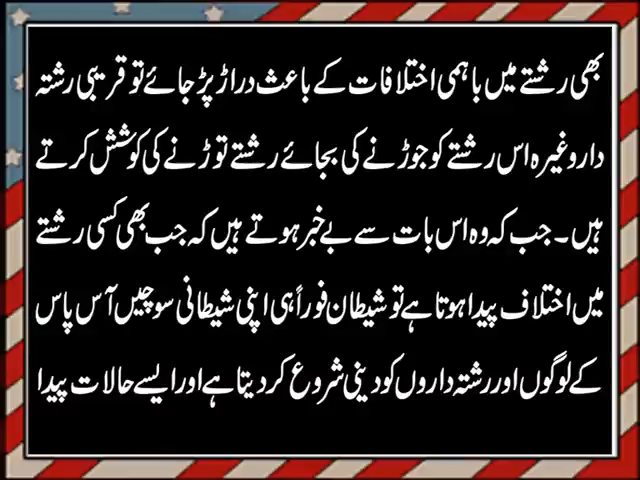 بھی رشتے میں باہمی اختلافات کے باعث دراڑ پڑ جائے تو قریبی رشتہ
دار وغیرہ اس رشتے کو جوڑنے کی بجائے رشتے توڑنے کی کوشش کرتے
ہیں۔ جب کہ وہ اس بات سے بے خبر ہوتے ہیں کہ جب بھی کسی رشتے
میں اختلاف پیدا ہوتا ہے تو شیطان فوراً ہی اپنی شیطانی سوچیں آس پاس
کے لوگوں اور رشتہ داروں کو دینی شروع کر دیتا ہے اور ایسے حالات پیدا